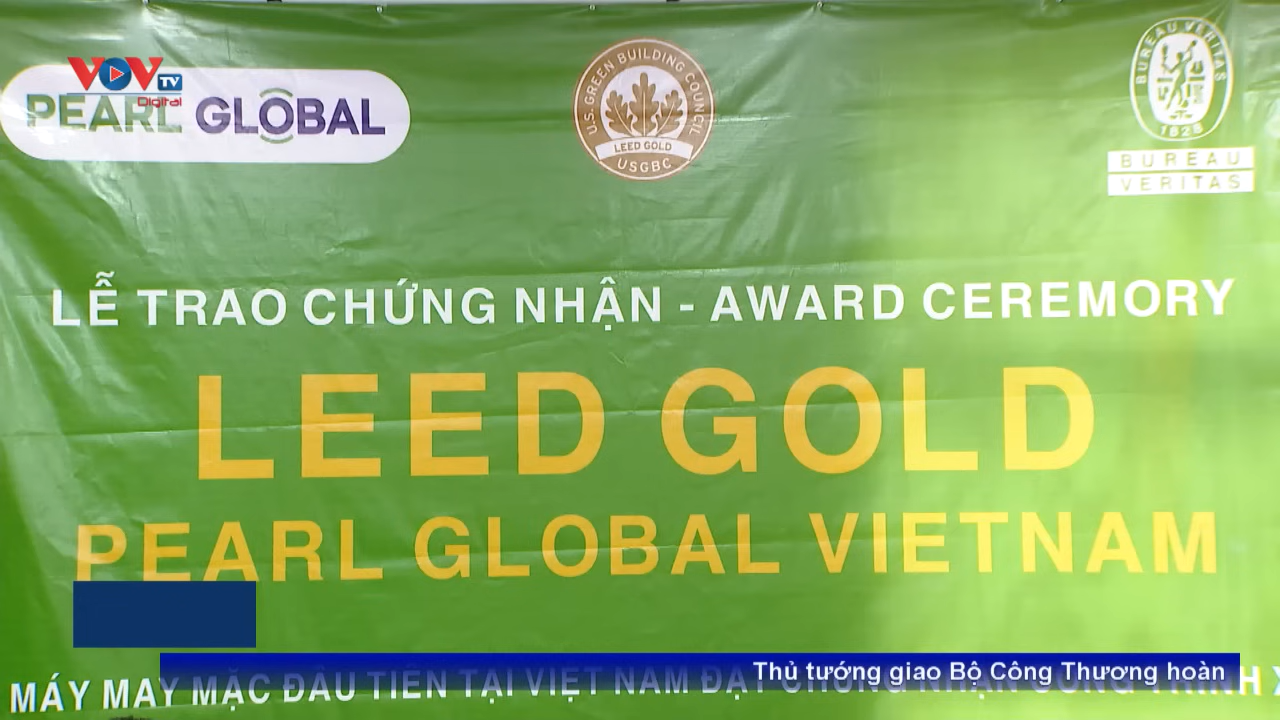 VOV TV
Digital
PEARL GLOBAL
U.S. GREEN BUILDING COUNCIL
LEED GOLD
USGBC
BUREAU VERITAS
1828
BUREAU
VERITAS
LỄ TRAO CHỨNG NHẬN - AWARD CEREMORY
LEED GOLD
PEARL GLOBAL VIETNAM
Thủ tướng giao Bộ Công Thương hoàn
MÁY MAY MẶC ĐẦU TIÊN TẠI VIỆT NAM ĐẠT CHỨNG NHẬN CÔNG TRÌNH